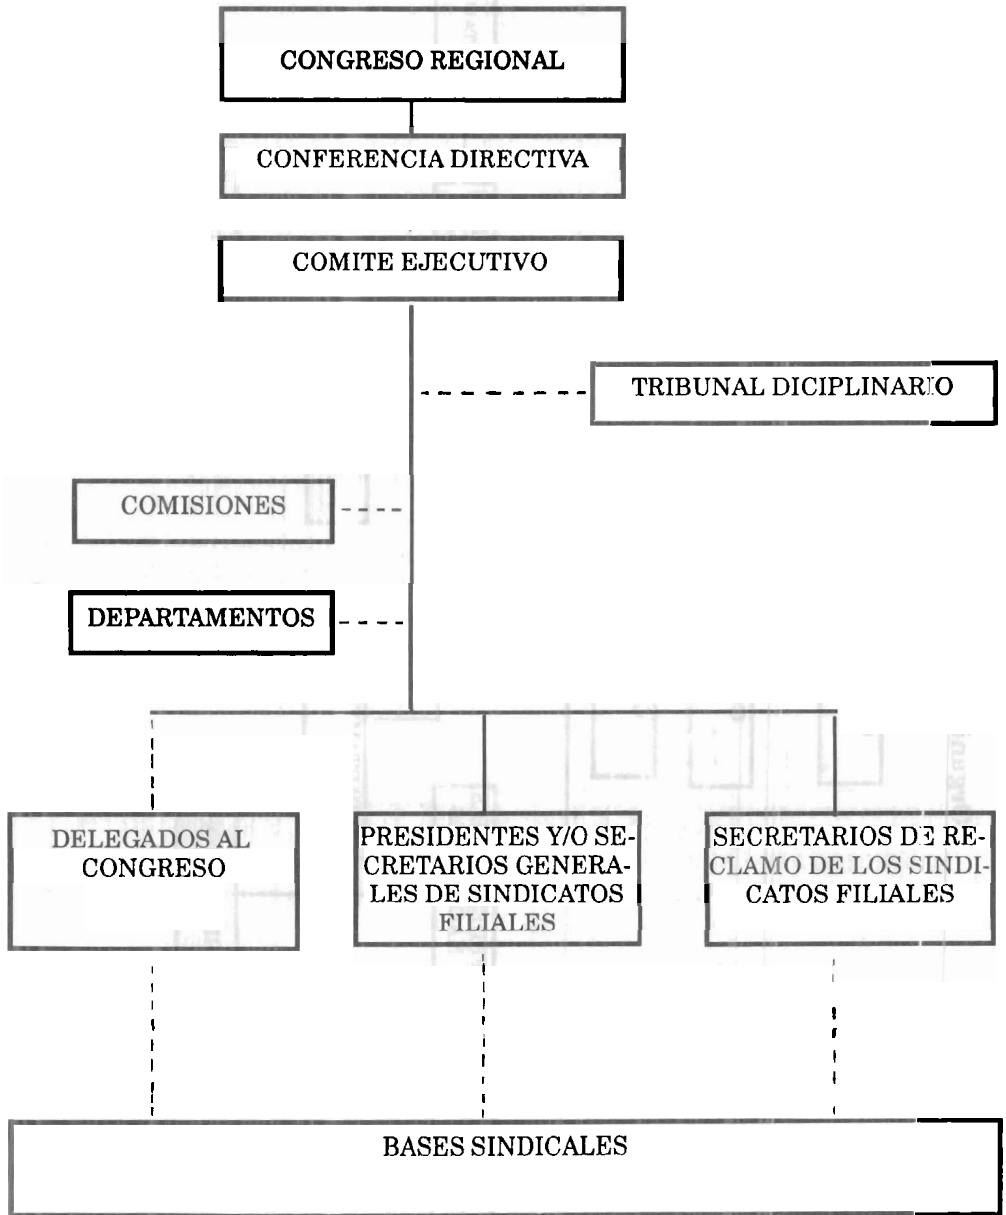 CONGRESO REGIONAL
CONFERENCIA DIRECTIVA
COMITE EJECUTIVO
TRIBUNAL DICIPLINARIO
COMISIONES
DEPARTAMENTOS
DELEGADOS AL
CONGRESO
PRESIDENTES Y/O SE-
CRETARIOS GENERA-
LES DE SINDICATOS
FILIALES
SECRETARIOS DE RE-
CLAMO DE LOS SINDI-
CATOS FILIALES
BASES SINDICALES